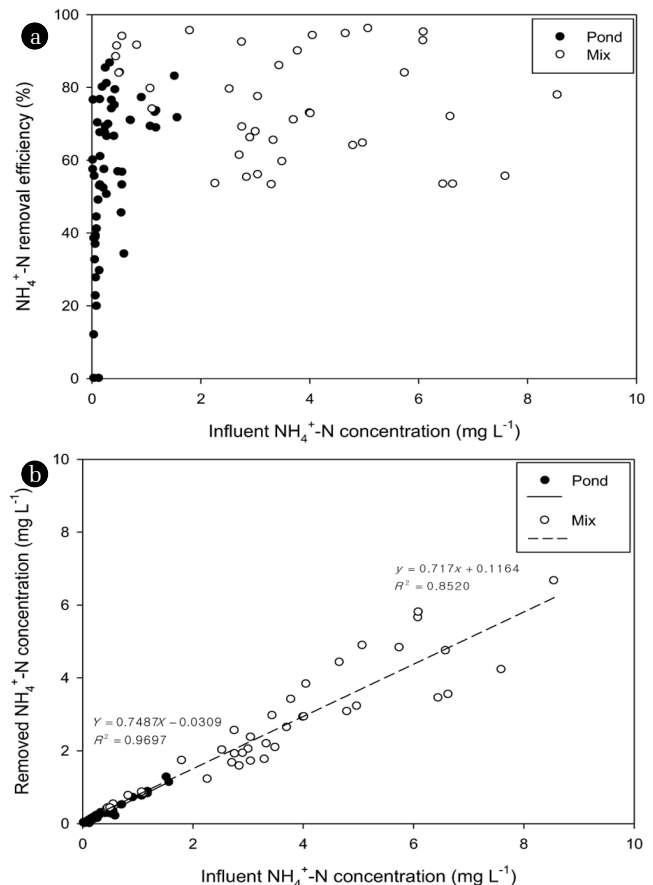 a
100
80
60
40
20
0
NH₄⁺-N removal efficiency (%)
Pond
Mix
0 2 4 6 8 10
Influent NH₄⁺-N concentration (mg L⁻¹)
b
10
8
6
4
2
0
Removed NH₄⁺-N concentration (mg L⁻¹)
Pond
Mix
y = 0.717x + 0.1164
R² = 0.8520
Y = 0.7487X − 0.0309
R² = 0.9697
0 2 4 6 8 10
Influent NH₄⁺-N concentration (mg L⁻¹)